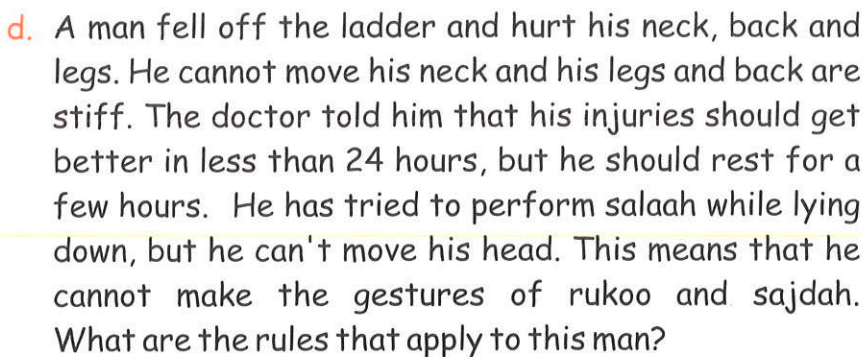 d. A man fell off the ladder and hurt his neck, back and
legs. He cannot move his neck and his legs and back are
stiff. The doctor told him that his injuries should get
better in less than 24 hours, but he should rest for a
few hours. He has tried to perform salaah while lying
down, but he can't move his head. This means that he
cannot make the gestures of rukoo and sajdah.
What are the rules that apply to this man?